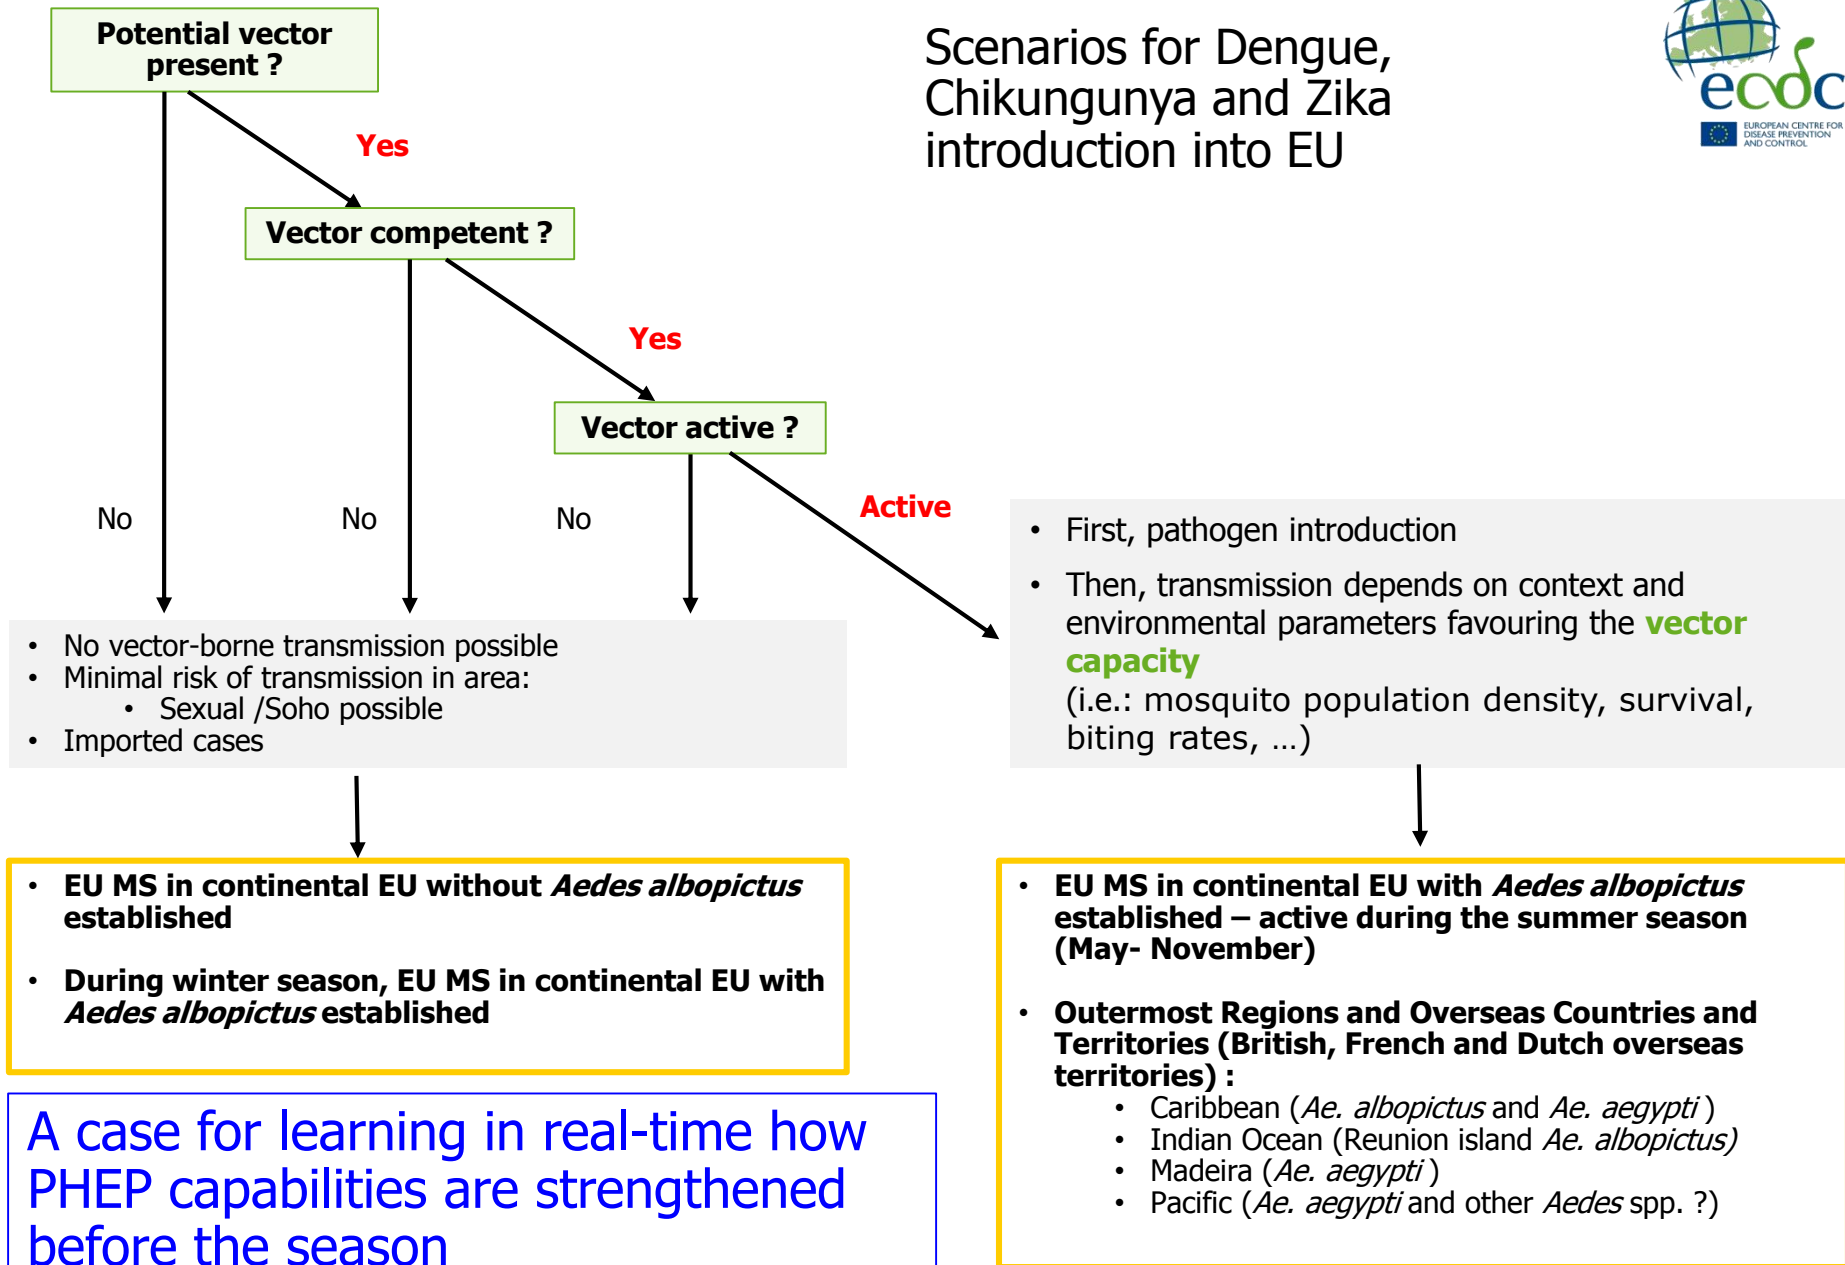 Potential vector
present ?
Scenarios for Dengue,
Chikungunya and Zika
introduction into EU
ecdc
EUROPEAN CENTRE FOR
DISEASE PREVENTION
AND CONTROL
Yes
Vector competent ?
Yes
Vector active ?
No
No
No
Active
• No vector-borne transmission possible
• Minimal risk of transmission in area:
• Sexual /Soho possible
• Imported cases
• First, pathogen introduction
• Then, transmission depends on context and
environmental parameters favouring the vector
capacity
(i.e.: mosquito population density, survival,
biting rates, ...)
• EU MS in continental EU without Aedes albopictus
established
• During winter season, EU MS in continental EU with
Aedes albopictus established
• EU MS in continental EU with Aedes albopictus
established – active during the summer season
(May- November)
• Outermost Regions and Overseas Countries and
Territories (British, French and Dutch overseas
territories) :
• Caribbean (Ae. albopictus and Ae. aegypti )
• Indian Ocean (Reunion island Ae. albopictus)
• Madeira (Ae. aegypti )
• Pacific (Ae. aegypti and other Aedes spp. ?)
A case for learning in real-time how
PHEP capabilities are strengthened
before the season